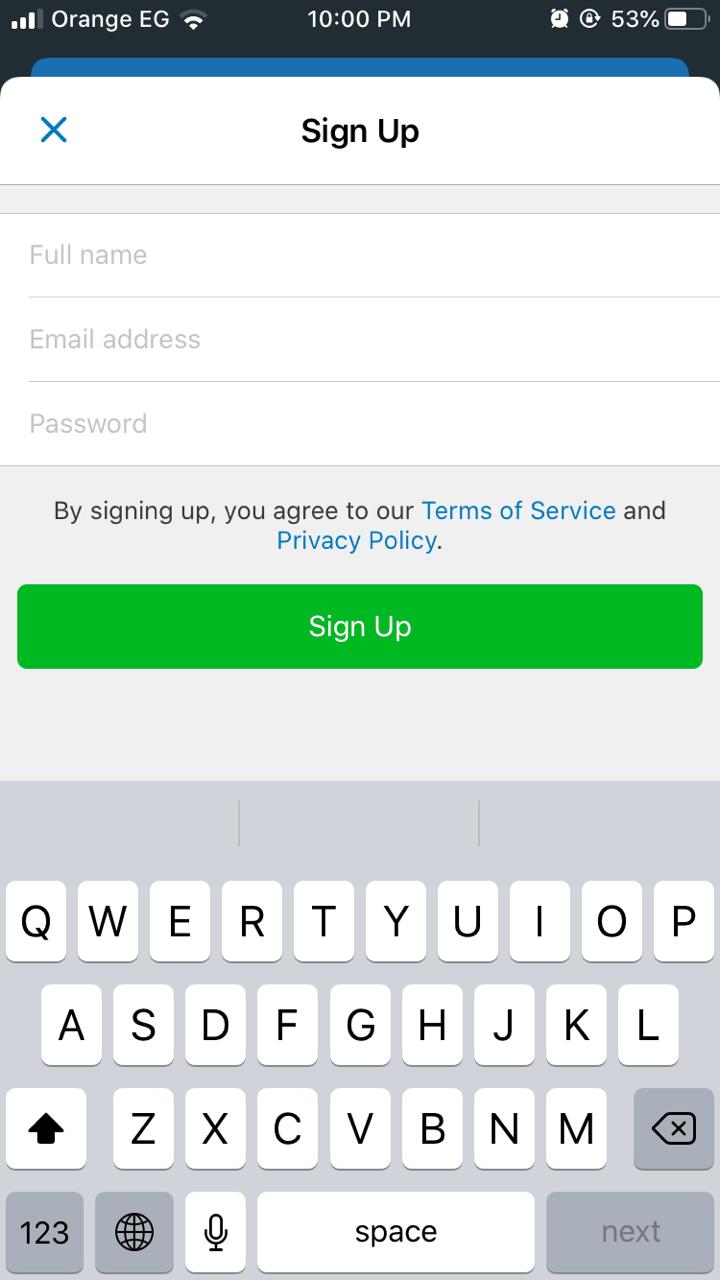 Orange EG 10:00 PM 53%
Sign Up
Full name
Email address
Password
By signing up, you agree to our Terms of Service and
Privacy Policy.
Sign Up
Q W E R T Y U I O P
A S D F G H J K L
Z X C V B N M
123 space next